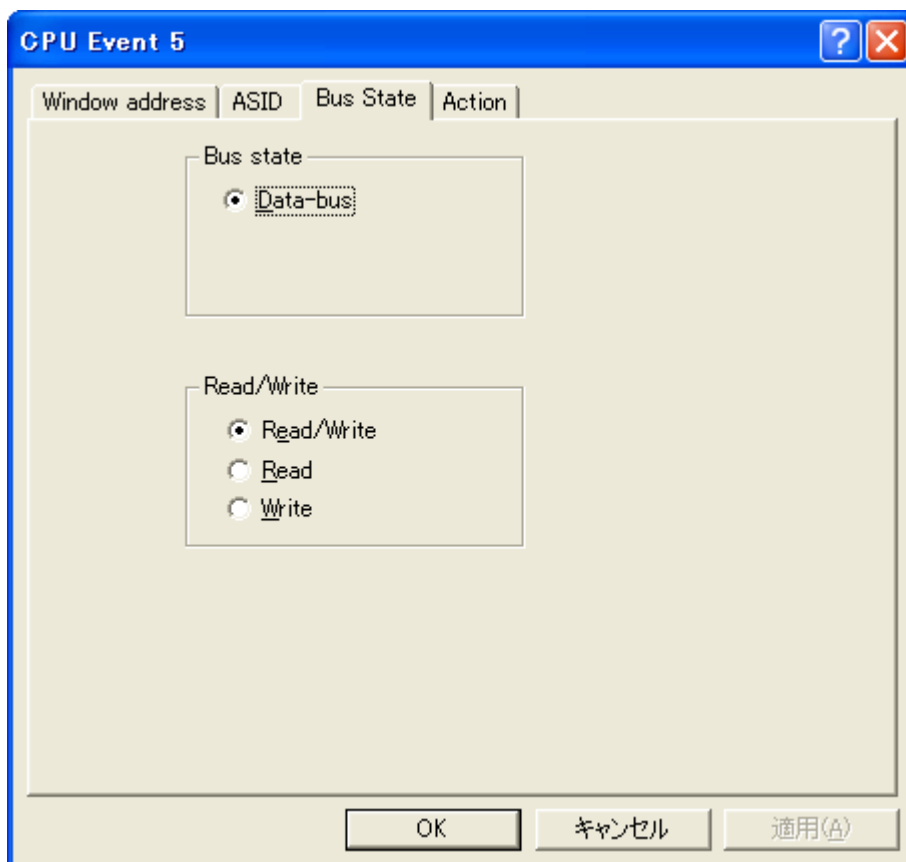 CPU Event 5
Window address ASID Bus State Action
Bus state
Data-bus
Read/Write
Read/Write
Read
Write
OK キャンセル 適用(A)